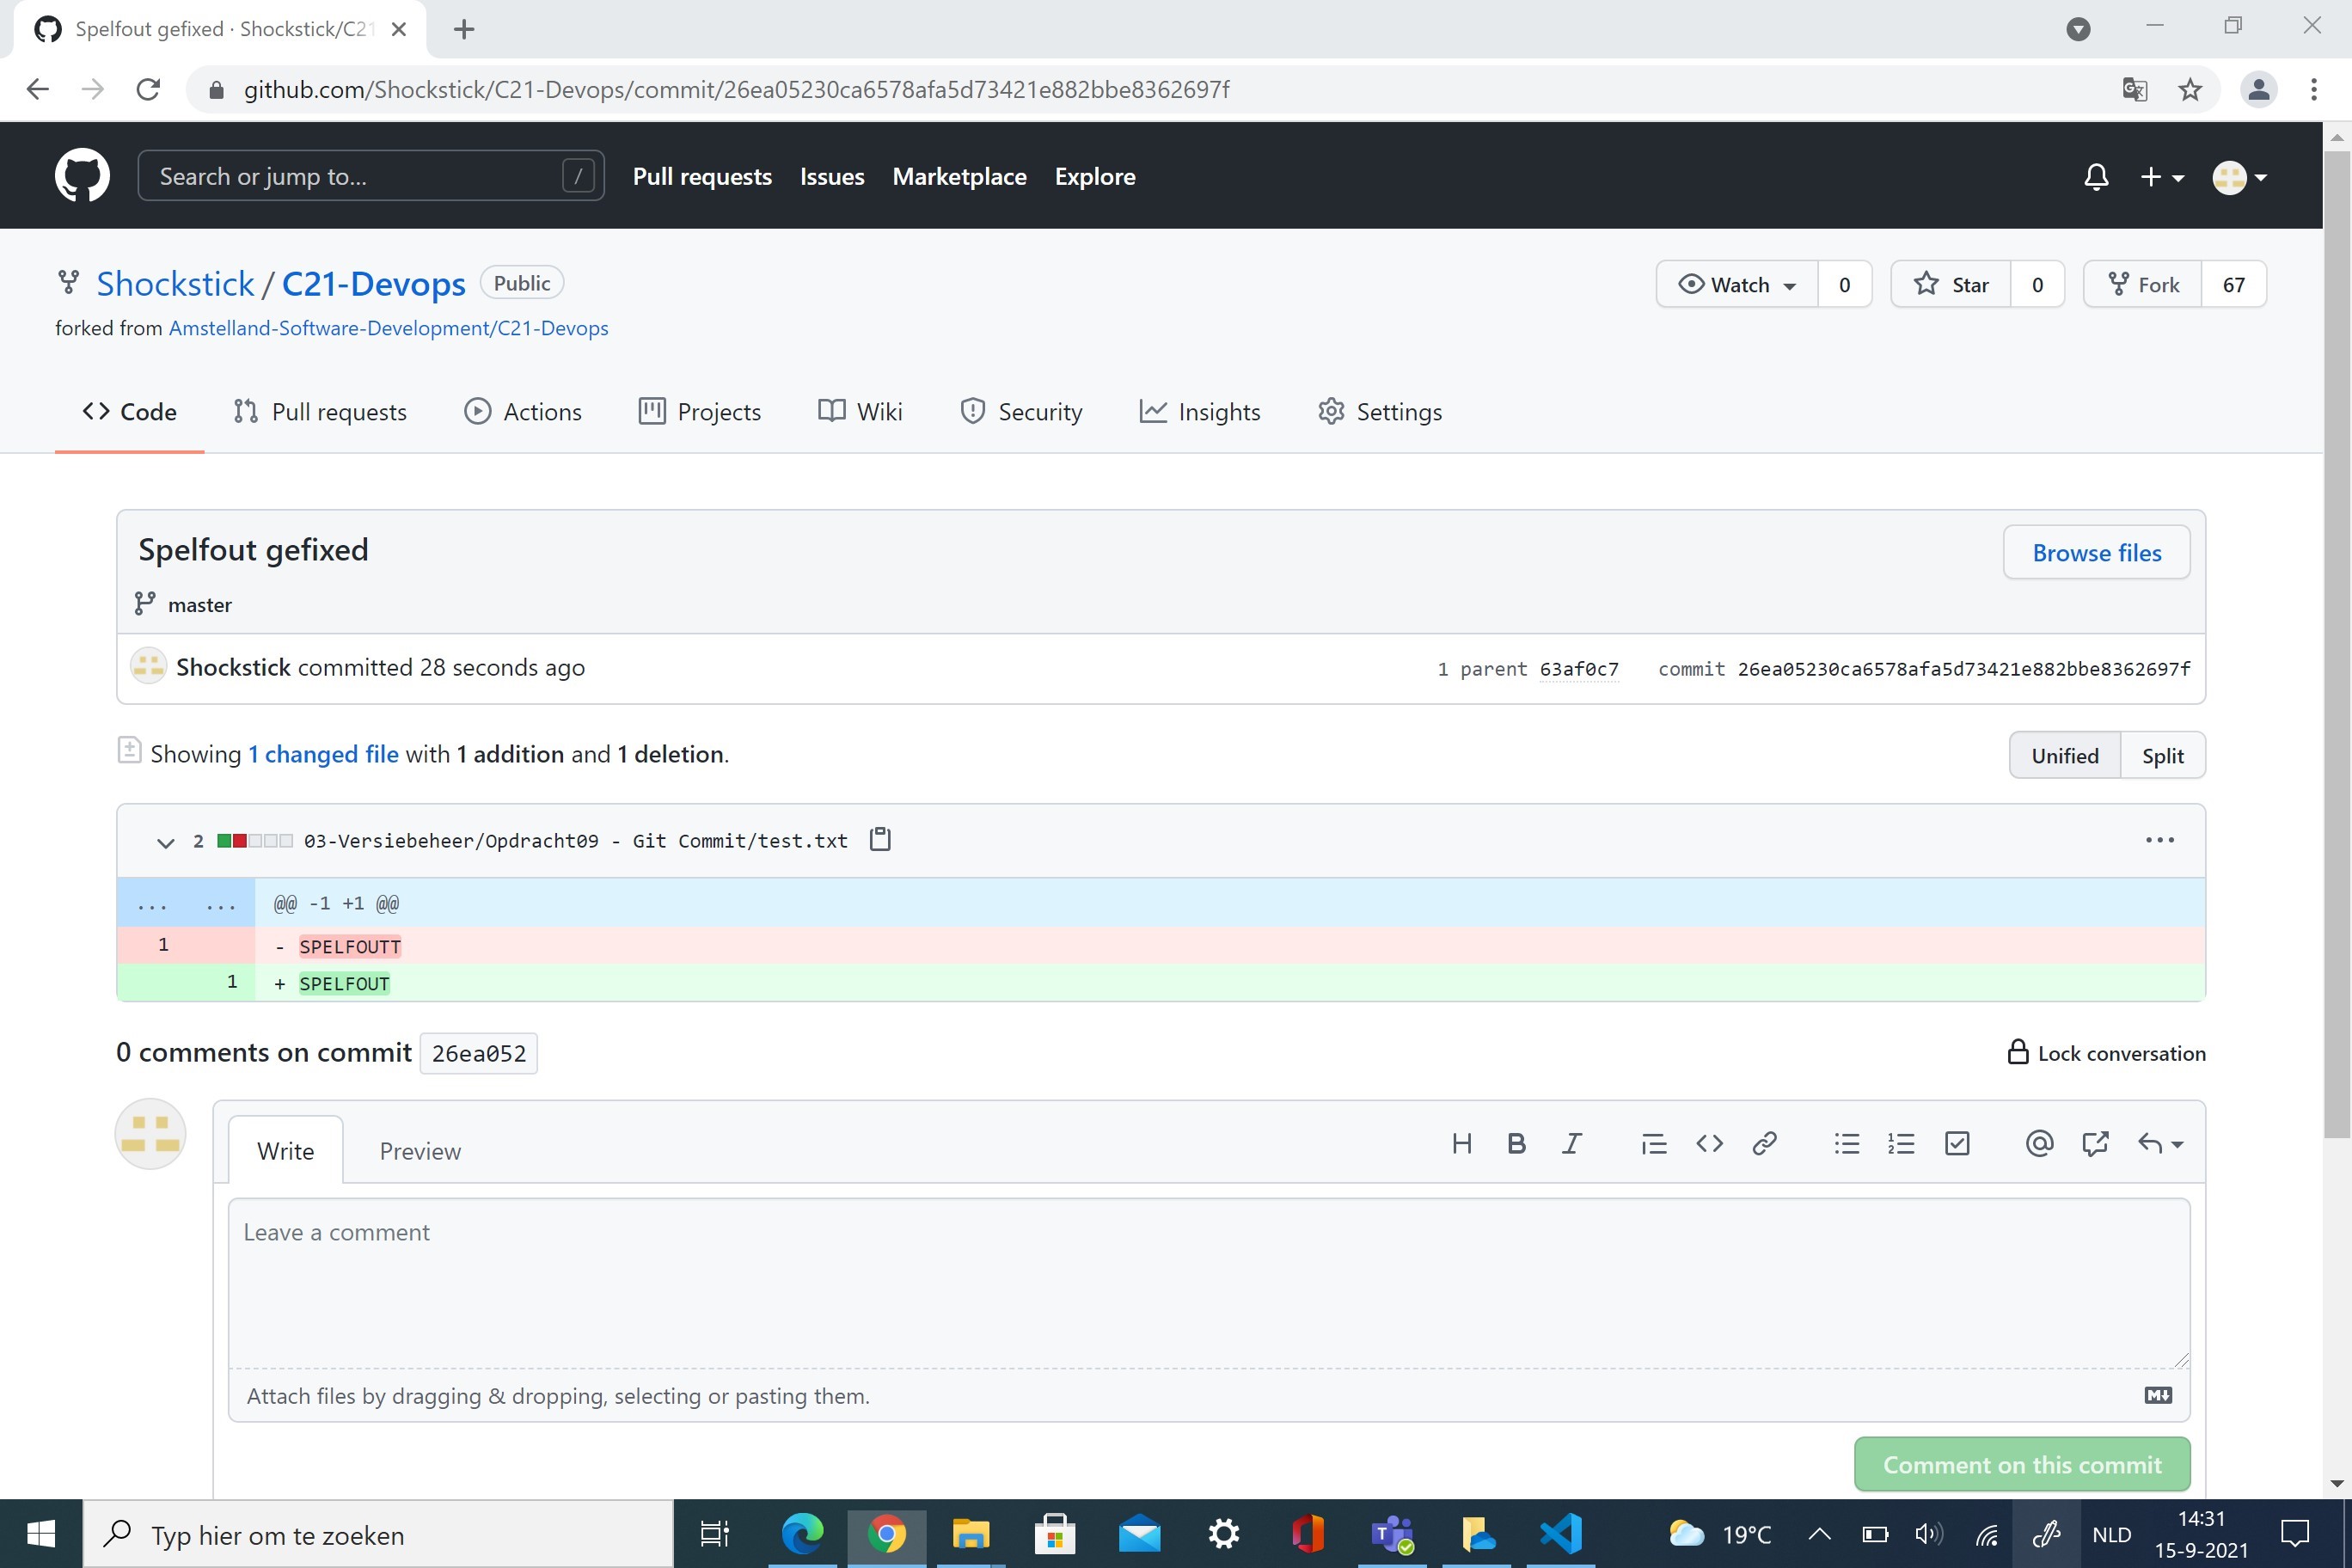 Spelfout gefixed · Shockstick/C21
github.com/Shockstick/C21-Devops/commit/26ea05230ca6578afa5d73421e882bbe8362697f
Search or jump to... / Pull requests Issues Marketplace Explore
Shockstick / C21-Devops Public Watch 0 Star 0 Fork 67
forked from Amstelland-Software-Development/C21-Devops
Code Pull requests Actions Projects Wiki Security Insights Settings
Spelfout gefixed
Browse files
master
Shockstick committed 28 seconds ago 1 parent 63af0c7 commit 26ea05230ca6578afa5d73421e882bbe8362697f
Showing 1 changed file with 1 addition and 1 deletion. Unified Split
2 03-Versiebeheer/Opdracht09 - Git Commit/test.txt ...
... ... @@ -1 +1 @@
1 - SPELFOUTT
1 + SPELFOUT
0 comments on commit 26ea052 Lock conversation
Write Preview
Leave a comment
Attach files by dragging & dropping, selecting or pasting them.
Comment on this commit
Typ hier om te zoeken 19°C NLD 14:31
15-9-2021